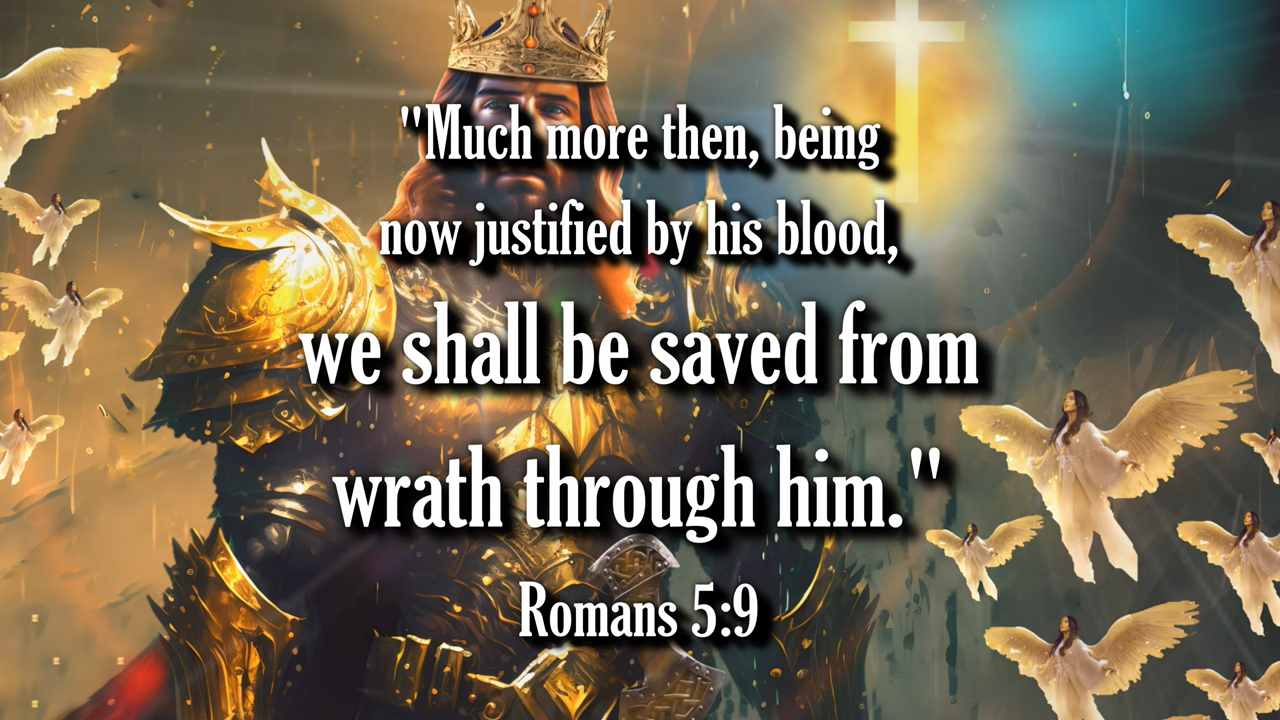 "Much more then, being
now justified by his blood,
we shall be saved from
wrath through him."
Romans 5:9